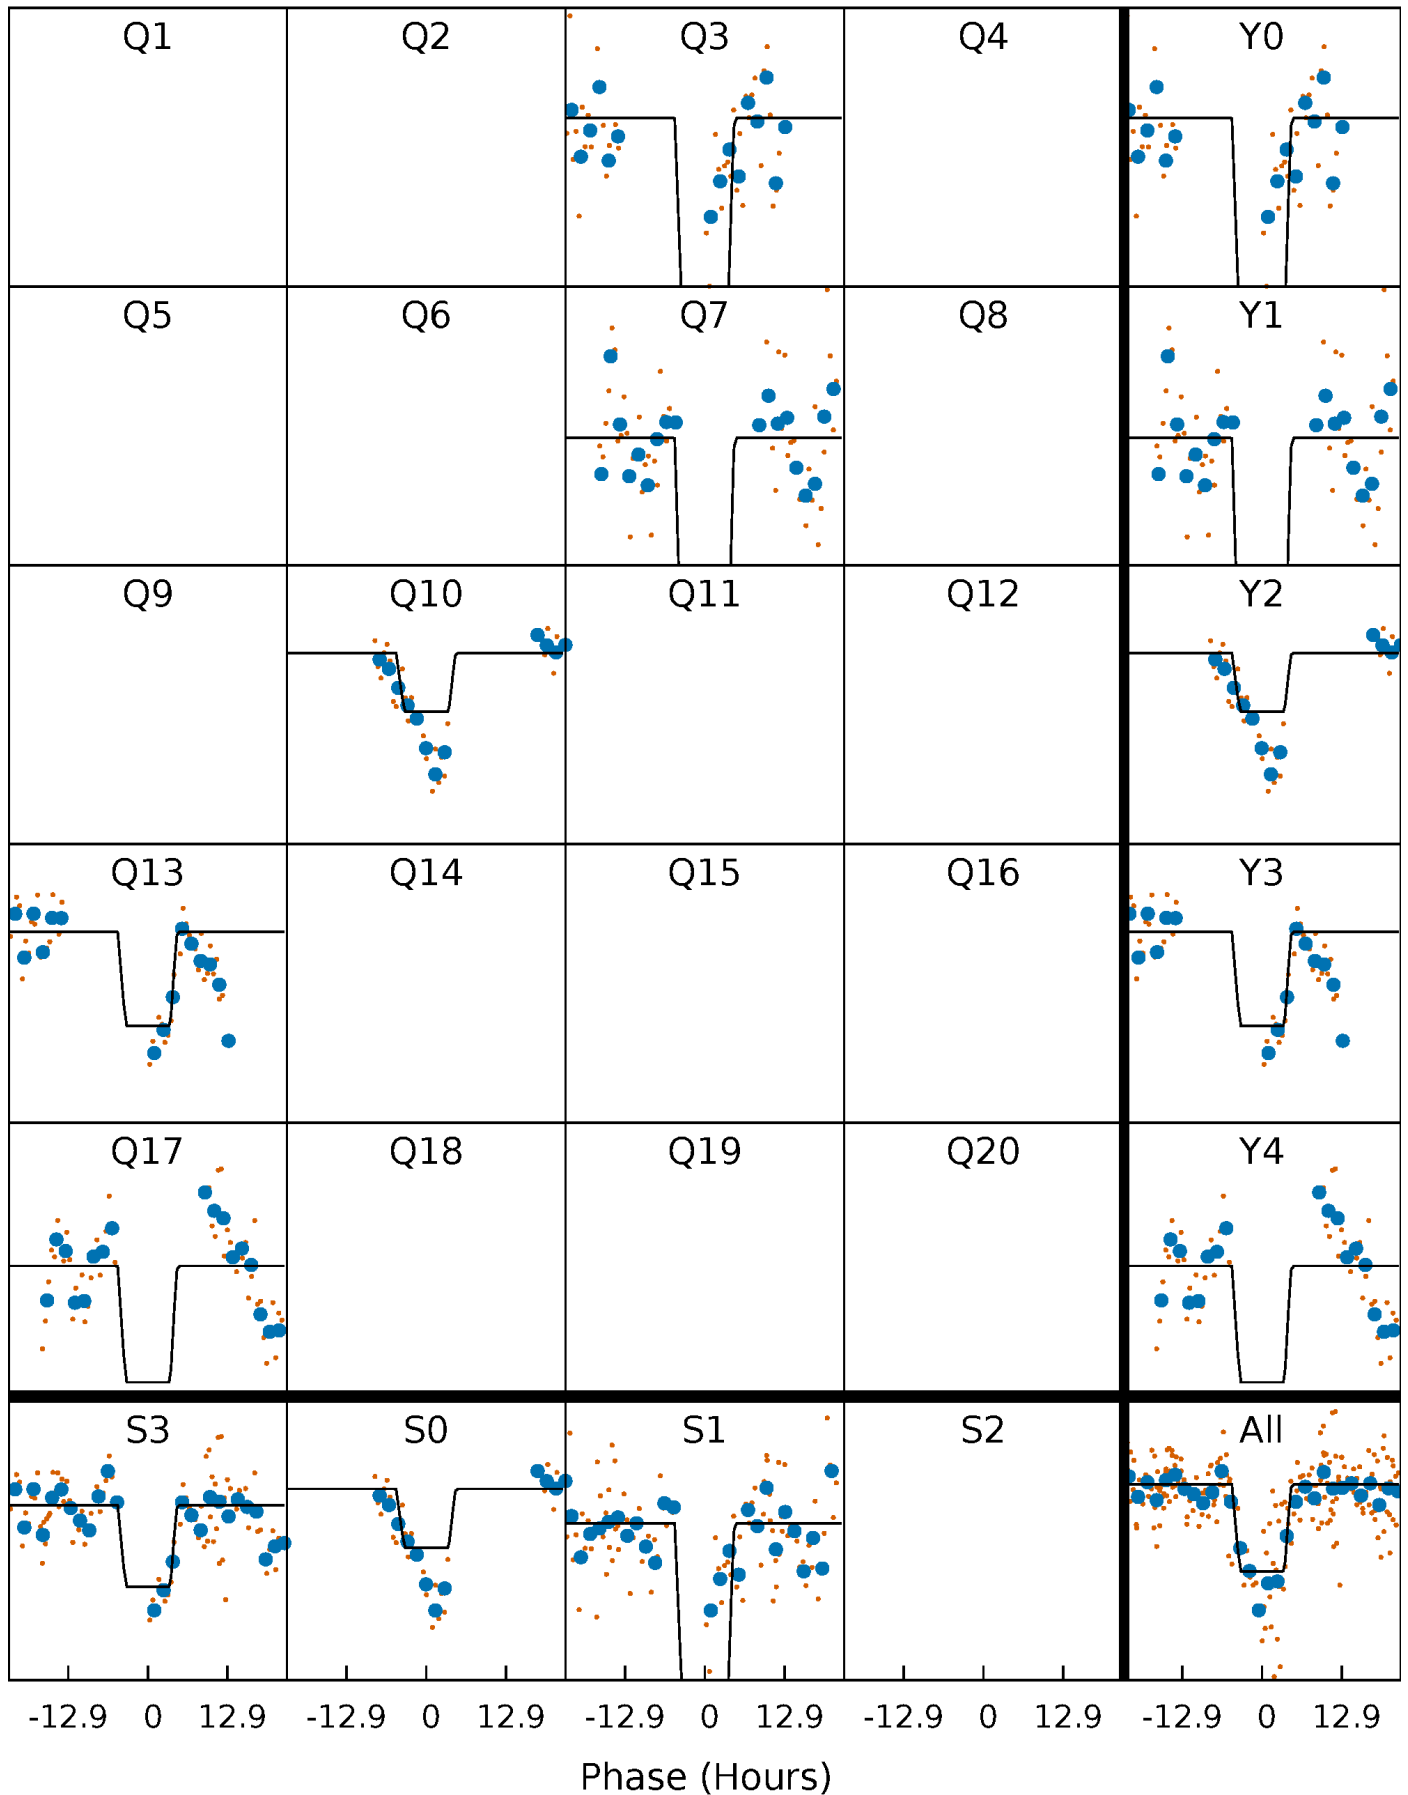 Q1 Q2 Q3 Q4 Y0
Q5 Q6 Q7 Q8 Y1
Q9 Q10 Q11 Q12 Y2
Q13 Q14 Q15 Q16 Y3
Q17 Q18 Q19 Q20 Y4
S3 S0 S1 S2 All
-12.9 0 12.9 -12.9 0 12.9 -12.9 0 12.9 -12.9 0 12.9 -12.9 0 12.9
Phase (Hours)